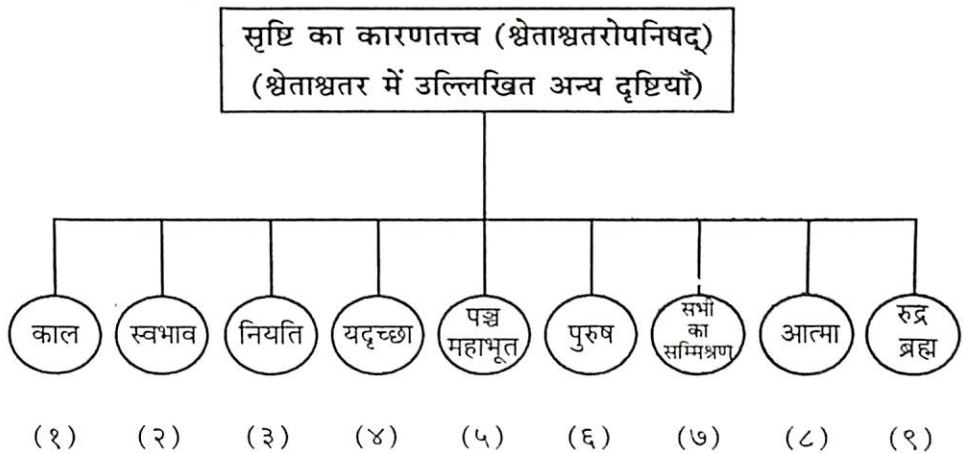 सृष्टि का कारणतत्त्व (श्वेताश्वतरोपनिषद्)
(श्वेताश्वतर में उल्लिखित अन्य दृष्टियाँ)
काल
स्वभाव
नियति
यदृच्छा
पञ्च
महाभूत
पुरुष
सभी
का
सम्मिश्रण
आत्मा
रुद्र
ब्रह्म
(१) (२) (३) (४) (५) (६) (७) (८) (९)